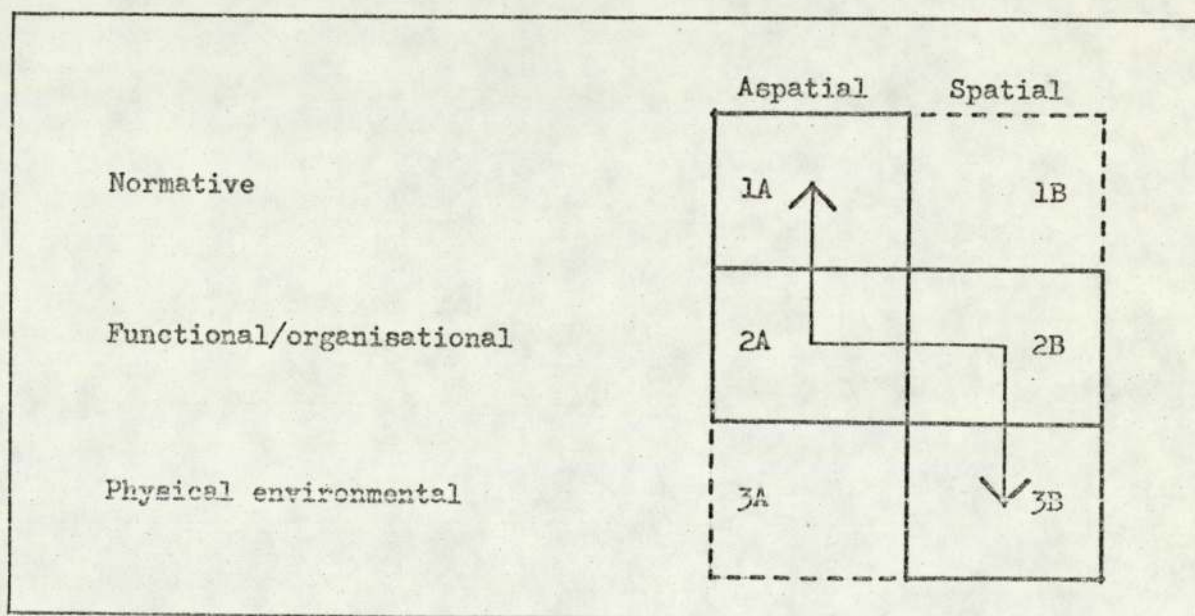 Aspatial Spatial
Normative 1A 1B
Functional/organisational 2A 2B
Physical environmental 3A 3B